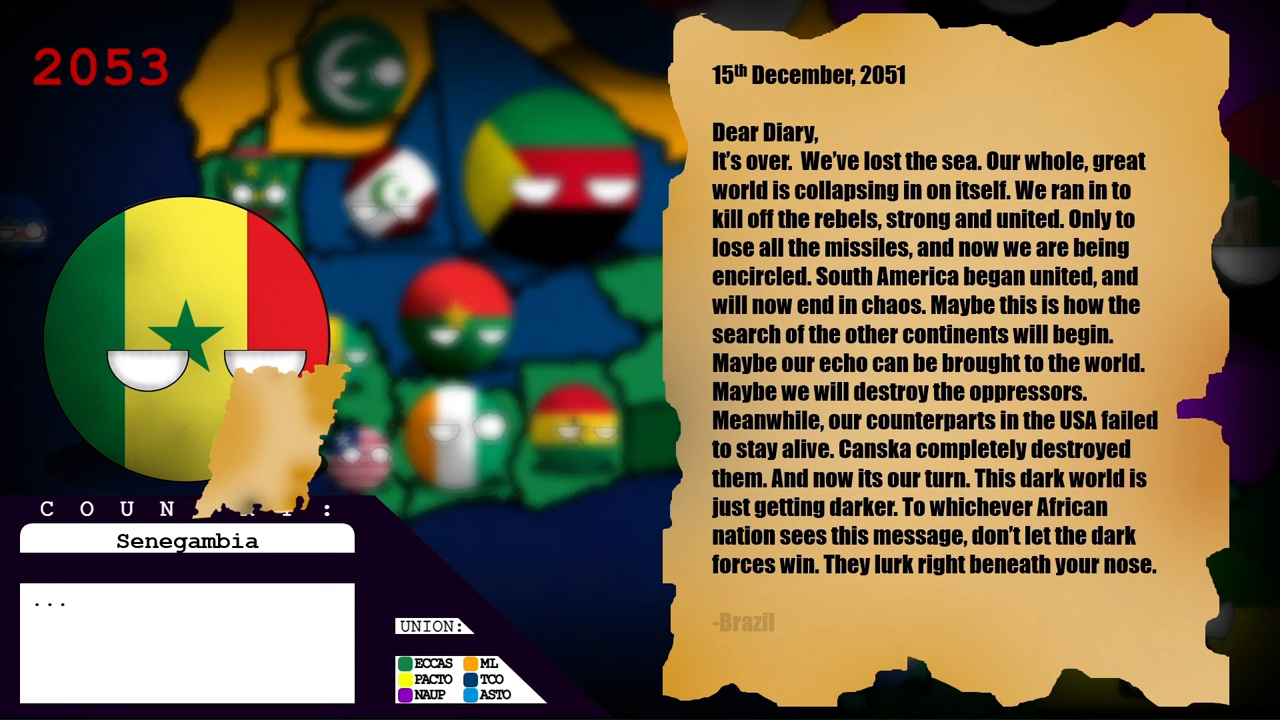 2053
15th December, 2051
Dear Diary,
It's over. We've lost the sea. Our whole, great
world is collapsing in on itself. We ran in to
kill off the rebels, strong and united. Only to
lose all the missiles, and now we are being
encircled. South America began united, and
will now end in chaos. Maybe this is how the
search of the other continents will begin.
Maybe our echo can be brought to the world.
Maybe we will destroy the oppressors.
Meanwhile, our counterparts in the USA failed
to stay alive. Canska completely destroyed
them. And now its our turn. This dark world is
just getting darker. To whichever African
nation sees this message, don't let the dark
forces win. They lurk right beneath your nose.
-Brazil
C O U N T R Y :
Senegambia
...
UNION:
ECCAS ML
PACTO TCO
NAUP ASTO